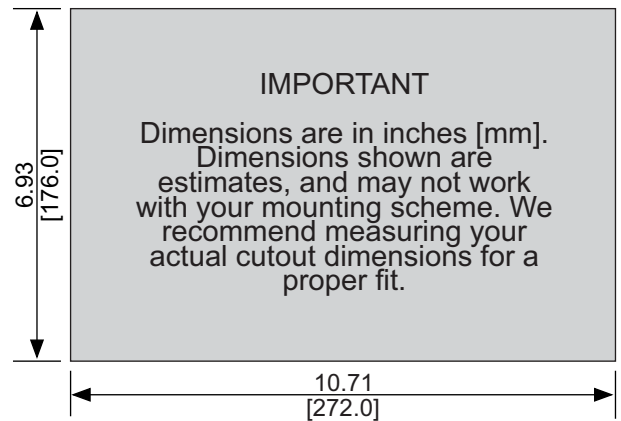 IMPORTANT
Dimensions are in inches [mm].
Dimensions shown are
estimates, and may not work
with your mounting scheme. We
recommend measuring your
actual cutout dimensions for a
proper fit.
6.93
[176.0]
10.71
[272.0]